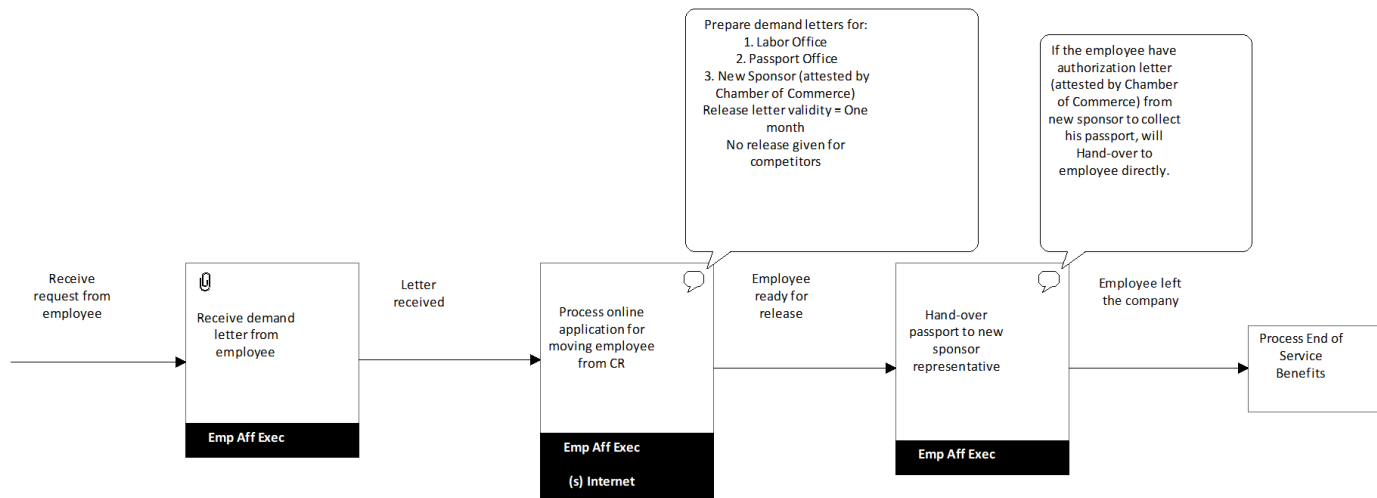 Prepare demand letters for:
1. Labor Office
2. Passport Office
3. New Sponsor (attested by
Chamber of Commerce)
Release letter validity = One
month
No release given for
competitors
If the employee have
authorization letter
(attested by Chamber
of Commerce) from
new sponsor to collect
his passport, will
Hand-over to
employee directly.
Receive
request from
employee
Receive demand
letter from
employee
Emp Aff Exec
Letter
received
Process online
application for
moving employee
from CR
Emp Aff Exec
(s) Internet
Employee
ready for
release
Hand-over
passport to new
sponsor
representative
Emp Aff Exec
Employee left
the company
Process End of
Service
Benefits